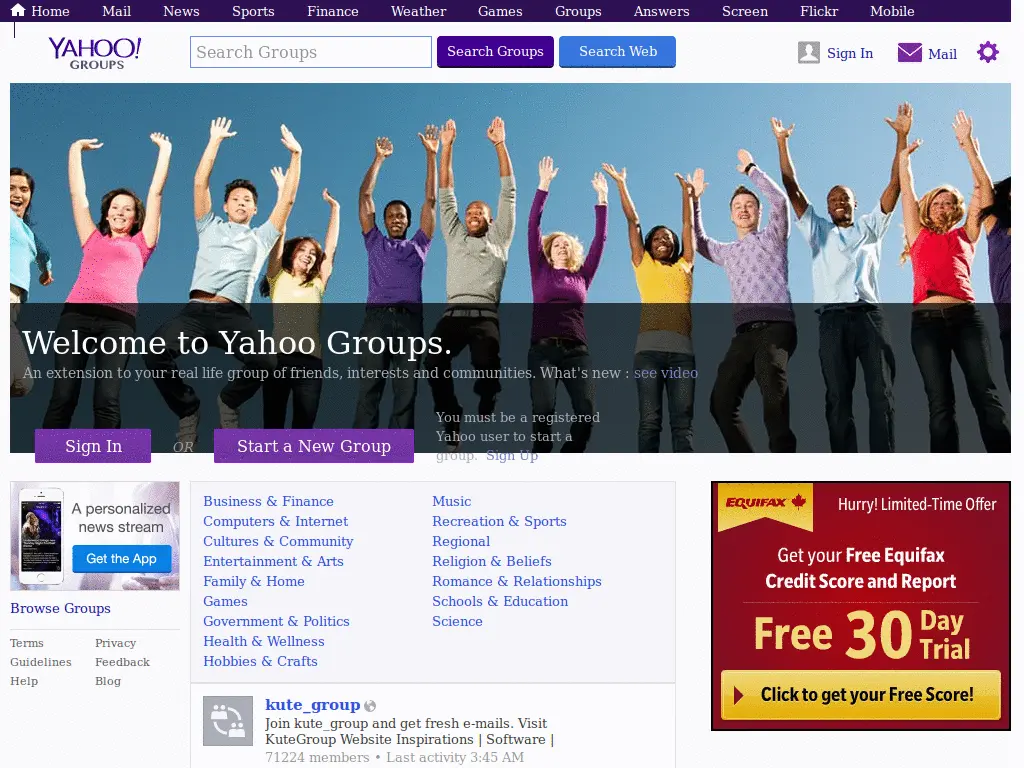 Home Mail News Sports Finance Weather Games Groups Answers Screen Flickr Mobile
YAHOO!
GROUPS
Search Groups
Search Groups
Search Web
Sign In
Mail
Welcome to Yahoo Groups.
An extension to your real life group of friends, interests and communities. What's new : see video
Sign In
OR
Start a New Group
You must be a registered
Yahoo user to start a
group. Sign Up
A personalized
news stream
Get the App
Browse Groups
Terms Privacy
Guidelines Feedback
Help Blog
Business & Finance
Computers & Internet
Cultures & Community
Entertainment & Arts
Family & Home
Games
Government & Politics
Health & Wellness
Hobbies & Crafts
Music
Recreation & Sports
Regional
Religion & Beliefs
Romance & Relationships
Schools & Education
Science
kute_group
Join kute_group and get fresh e-mails. Visit
KuteGroup Website Inspirations | Software |
71224 members • Last activity 3:45 AM
EQUIFAX
Hurry! Limited-Time Offer
Get your Free Equifax
Credit Score and Report
Free 30 Day Trial
Click to get your Free Score!